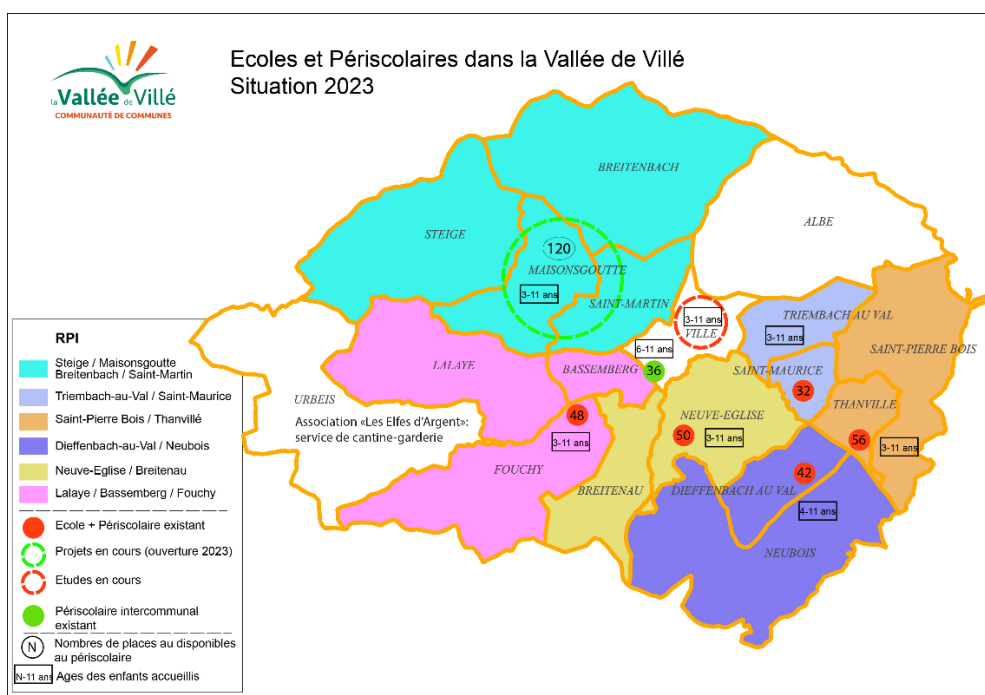 la Vallée de Villé
COMMUNAUTÉ DE COMMUNES
Ecoles et Périscolaires dans la Vallée de Villé
Situation 2023
BREITENBACH
ALBE
STEIGE
120
MAISONSGOUTTE
3-11 ans
SAINT-MARTIN
3-11 ans
VILLE
TRIEMBACH AU VAL
3-11 ans
SAINT-PIERRE BOIS
6-11 ans
LALAYE
BASSEMBERG
36
SAINT-MAURICE
32
THANVILLE
URBEIS
Association «Les Elfes d'Argent»:
service de cantine-garderie
48
3-11 ans
NEUVE-EGLISE
50
3-11 ans
56
3-11 ans
FOUCHY
BREITENAU
DIEFFENBACH AU VAL
42
4-11 ans
NEUBOIS
RPI
Steige / Maisonsgoutte
Breitenbach / Saint-Martin
Triembach-au-Val / Saint-Maurice
Saint-Pierre Bois / Thanvillé
Dieffenbach-au-Val / Neubois
Neuve-Eglise / Breitenau
Lalaye / Bassemberg / Fouchy
Ecole + Périscolaire existant
Projets en cours (ouverture 2023)
Etudes en cours
Périscolaire intercommunal
existant
N Nombres de places au disponibles
au périscolaire
N-11 ans Ages des enfants accueillis